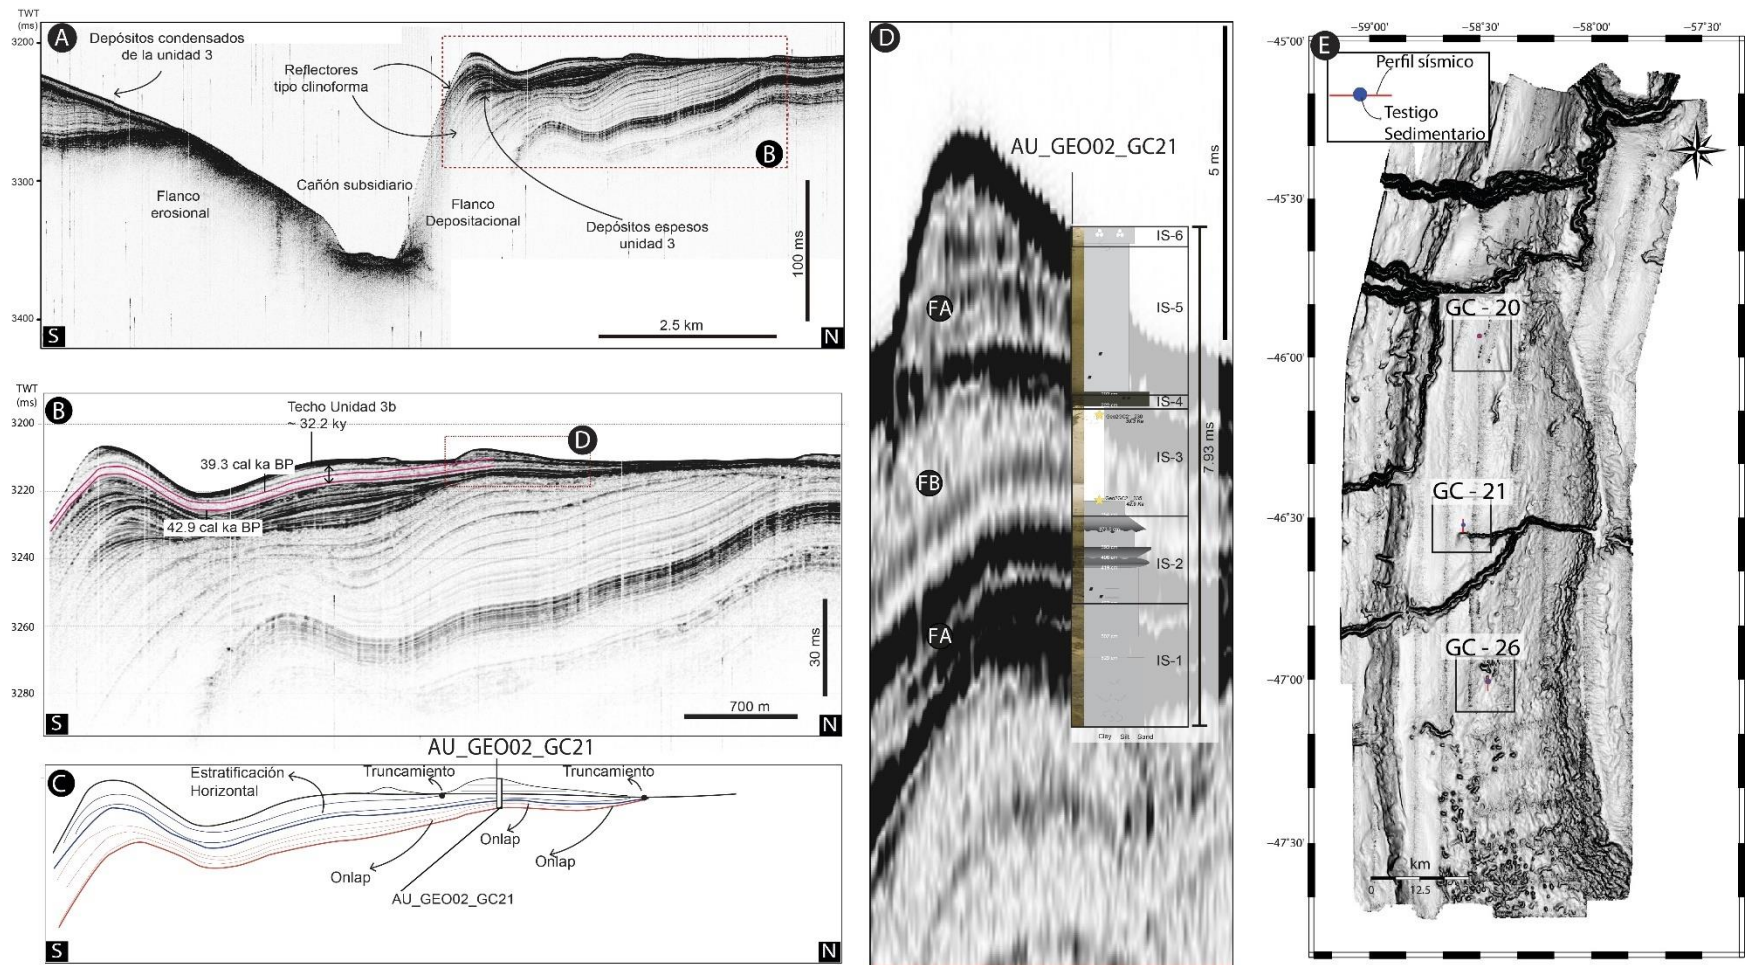 TWT
(ms)
A
3200
3300
3400
Depósitos condensados
de la unidad 3
Reflectores
tipo clinoforma
B
Cañón subsidiario
Flanco
erosional
Flanco
Depositacional
Depósitos espesos
unidad 3
100 ms
2.5 km
S
N
TWT
(ms)
B
3200
3220
3240
3260
3280
Techo Unidad 3b
~ 32.2 ky
D
39.3 cal ka BP
42.9 cal ka BP
30 ms
700 m
S
N
AU_GEO02_GC21
C
Estratificación
Horizontal
Truncamiento
Truncamiento
Onlap
Onlap
Onlap
AU_GEO02_GC21
S
N
D
AU_GEO02_GC21
5 ms
IS-6
IS-5
FA
IS-4
IS-3
7.93 ms
FB
IS-2
FA
IS-1
Clay Silt Sand
E
−59°00'
−58°30'
−58°00'
−57°30'
−45°00'
−45°30'
−46°00'
−46°30'
−47°00'
−47°30'
Perfil sísmico
Testigo
Sedimentario
GC - 20
GC - 21
GC - 26
km
0 12.5